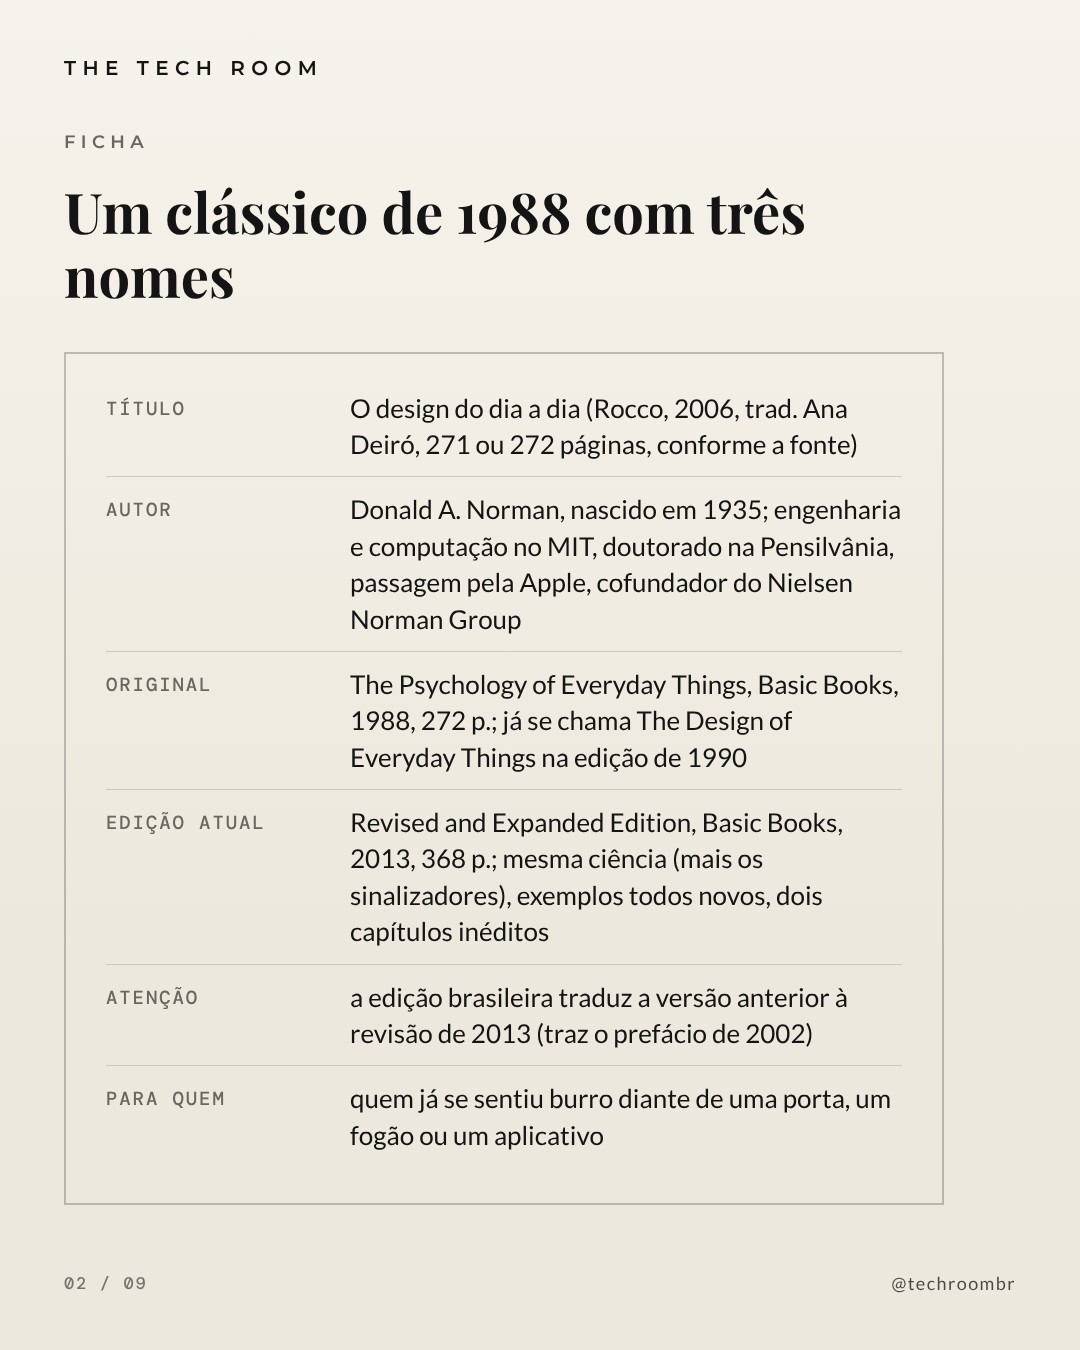 THE TECH ROOM
FICHA
Um clássico de 1988 com três
nomes
TÍTULO
O design do dia a dia (Rocco, 2006, trad. Ana
Deiró, 271 ou 272 páginas, conforme a fonte)
AUTOR
Donald A. Norman, nascido em 1935; engenharia
e computação no MIT, doutorado na Pensilvânia,
passagem pela Apple, cofundador do Nielsen
Norman Group
ORIGINAL
The Psychology of Everyday Things, Basic Books,
1988, 272 p.; já se chama The Design of
Everyday Things na edição de 1990
EDIÇÃO ATUAL
Revised and Expanded Edition, Basic Books,
2013, 368 p.; mesma ciência (mais os
sinalizadores), exemplos todos novos, dois
capítulos inéditos
ATENÇÃO
a edição brasileira traduz a versão anterior à
revisão de 2013 (traz o prefácio de 2002)
PARA QUEM
quem já se sentiu burro diante de uma porta, um
fogão ou um aplicativo
02 / 09
@techroombr